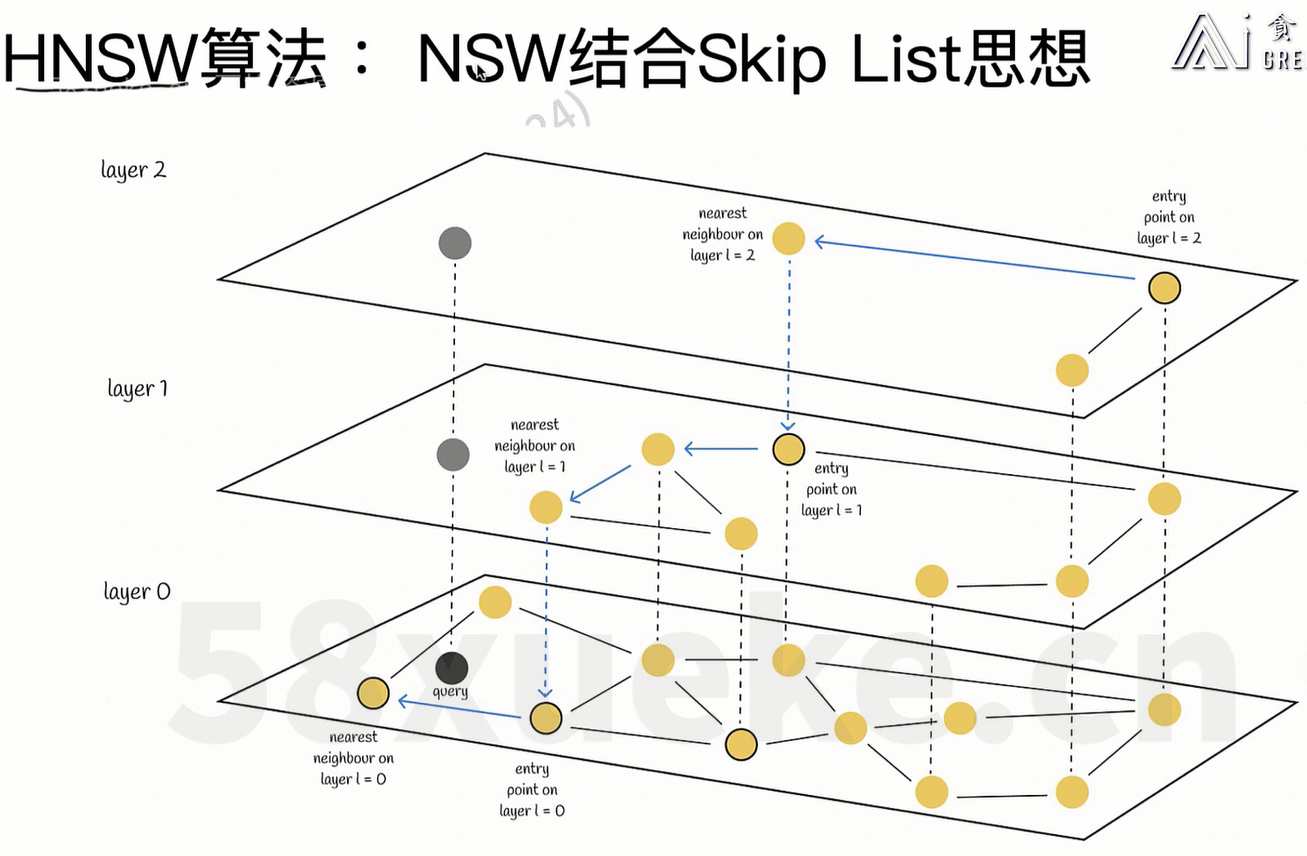 HNSW算法： NSW结合Skip List思想
Ai 貪
GRE
24)
layer 2
nearest
neighbour on
layer l = 2
entry
point on
layer l = 2
layer 1
nearest
neighbour on
layer l = 1
entry
point on
layer l = 1
layer 0
58xueke.cn
query
nearest
neighbour on
layer l = 0
entry
point on
layer l = 0